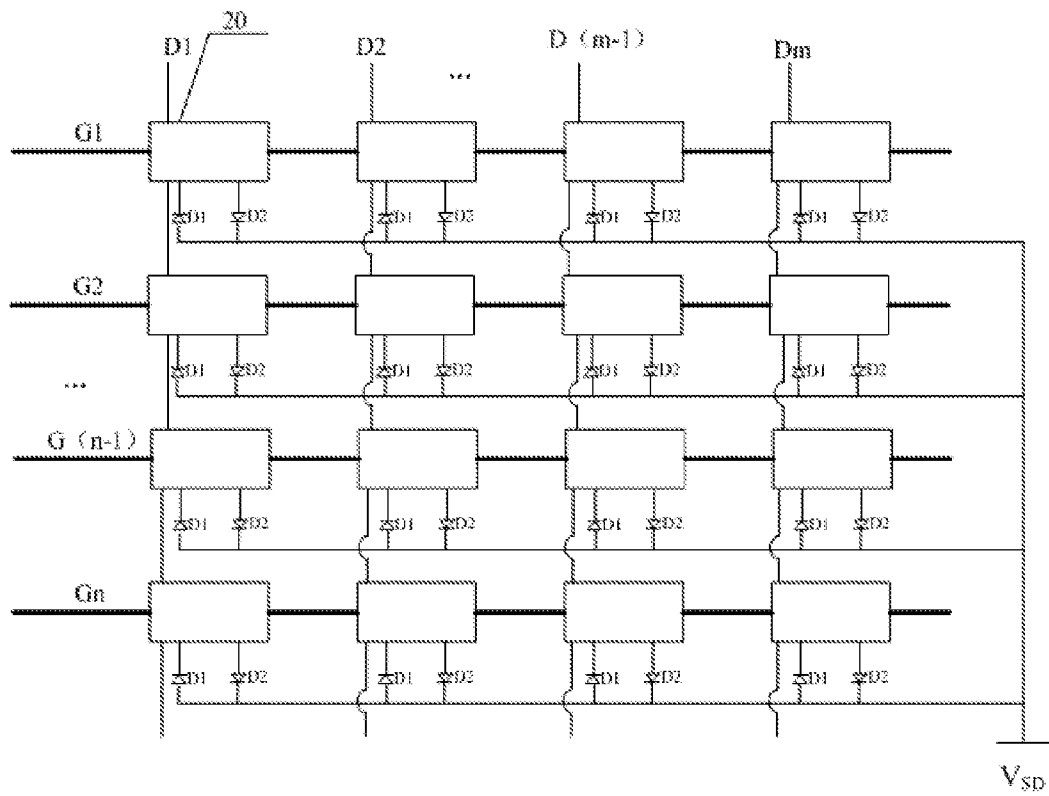 20
D1 D2 ... D（m-1） Dm
G1
D1 D2 D1 D2 D1 D2 D1 D2
G2
D1 D2 D1 D2 D1 D2 D1 D2
...
G（n-1）
D1 D2 D1 D2 D1 D2 D1 D2
Gn
D1 D2 D1 D2 D1 D2 D1 D2
VSD